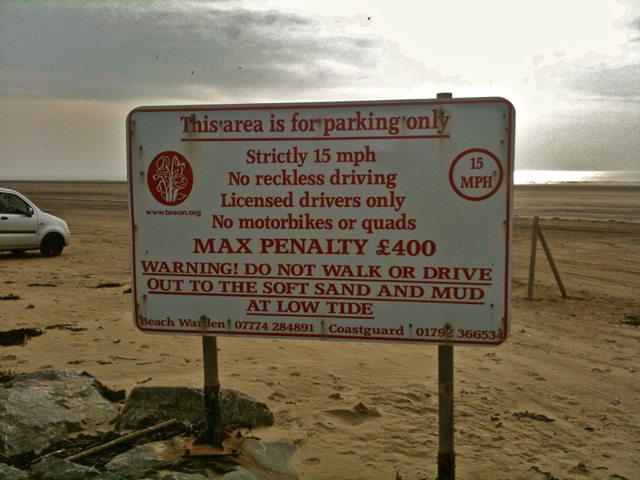 This area is for parking only
Strictly 15 mph
No reckless driving
Licensed drivers only
No motorbikes or quads
15
MPH
www.brean.org
MAX PENALTY £400
WARNING! DO NOT WALK OR DRIVE
OUT TO THE SOFT SAND AND MUD
AT LOW TIDE
Beach Warden 07774 284891 Coastguard 01792 366534